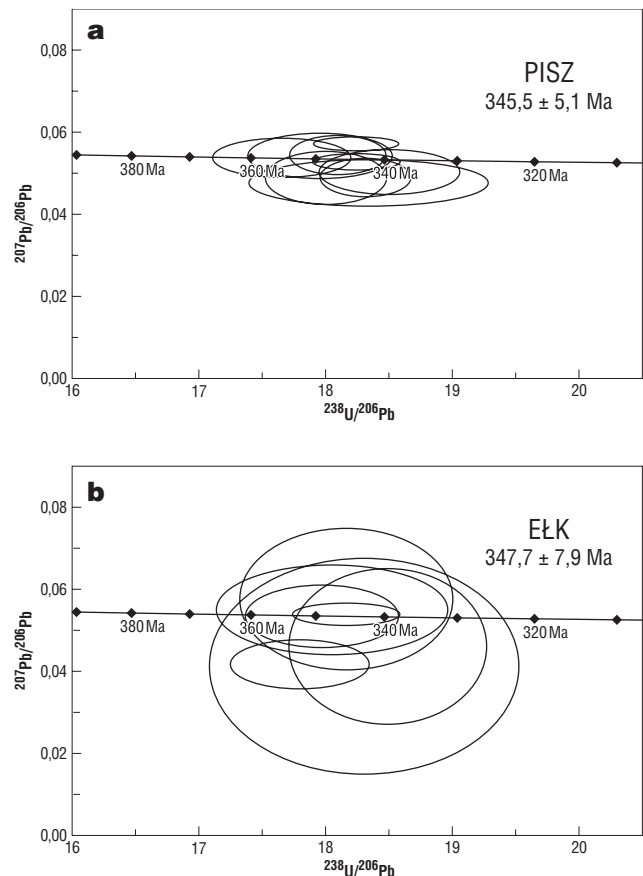 a
PISZ
345,5 ± 5,1 Ma
0,08
0,06
0,04
0,02
0,00
207Pb/206Pb
380 Ma
360 Ma
340 Ma
320 Ma
16
17
18
19
20
238U/206Pb
b
EŁK
347,7 ± 7,9 Ma
0,08
0,06
0,04
0,02
0,00
207Pb/206Pb
380 Ma
360 Ma
340 Ma
320 Ma
16
17
18
19
20
238U/206Pb